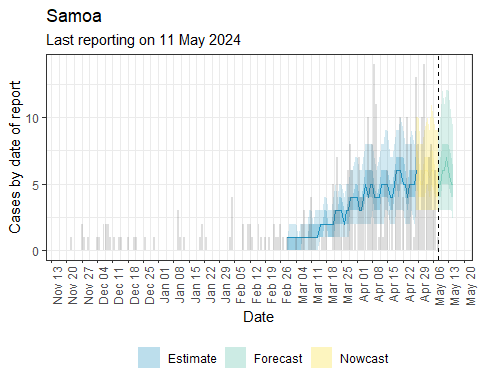 Samoa
Last reporting on 11 May 2024
Cases by date of report
10
5
0
Nov 13
Nov 20
Nov 27
Dec 04
Dec 11
Dec 18
Dec 25
Jan 01
Jan 08
Jan 15
Jan 22
Jan 29
Feb 05
Feb 12
Feb 19
Feb 26
Mar 04
Mar 11
Mar 18
Mar 25
Apr 01
Apr 08
Apr 15
Apr 22
Apr 29
May 06
May 13
May 20
Date
Estimate Forecast Nowcast